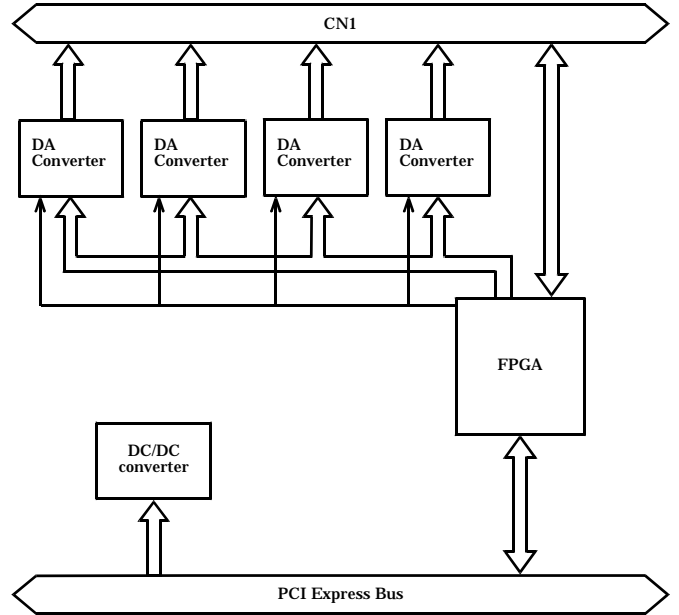 CN1
DA
Converter
DA
Converter
DA
Converter
DA
Converter
FPGA
DC/DC
converter
PCI Express Bus